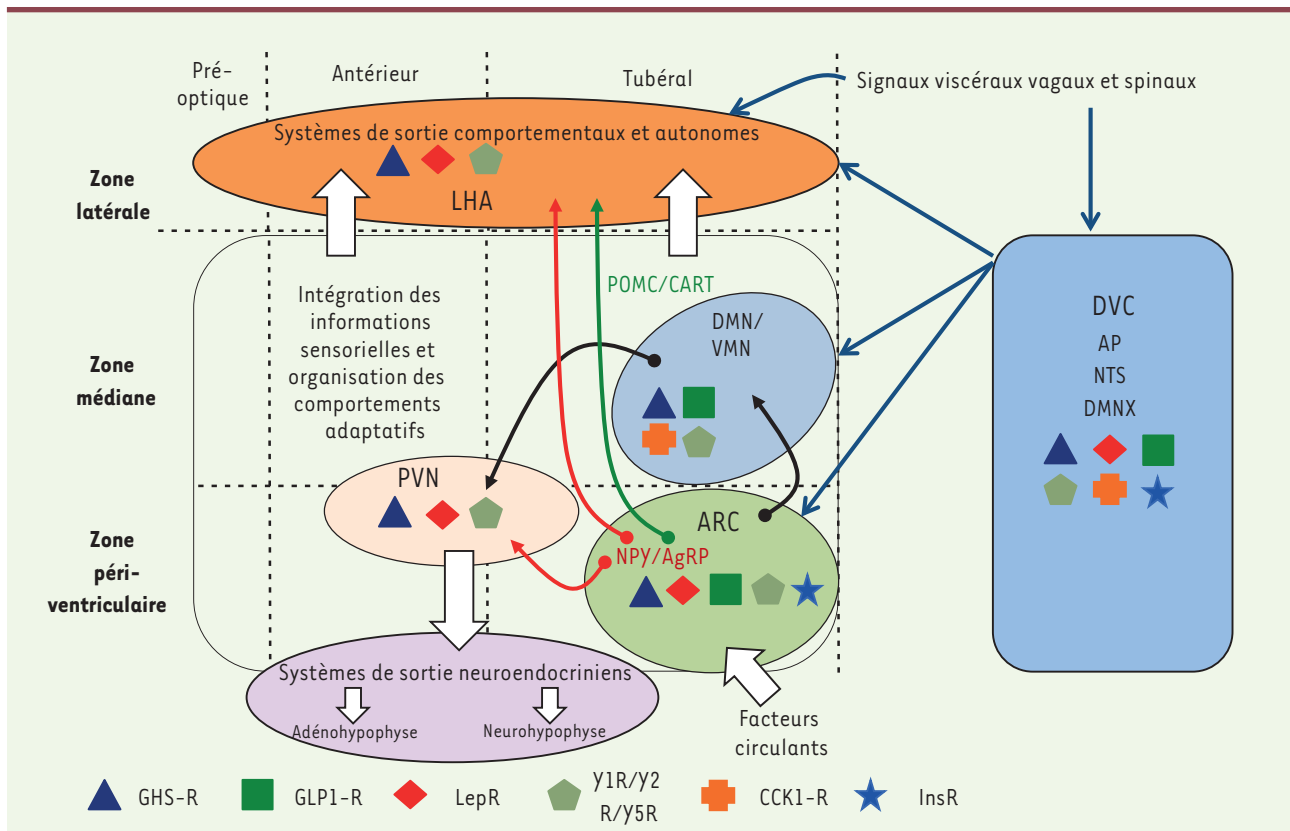 Pré-
optique
Antérieur
Tubéral
Signaux viscéraux vagaux et spinaux
Systèmes de sortie comportementaux et autonomes
LHA
Zone
latérale
POMC/CART
Intégration des
informations
sensorielles et
organisation des
comportements
adaptatifs
DMN/
VMN
DVC
AP
NTS
DMNX
Zone
médiane
PVN
ARC
NPY/AgRP
Zone
péri-
ventriculaire
Systèmes de sortie neuroendocriniens
Adénohypophyse
Neurohypophyse
Facteurs
circulants
GHS-R
GLP1-R
LepR
Y1R/Y2
R/Y5R
CCK1-R
InsR